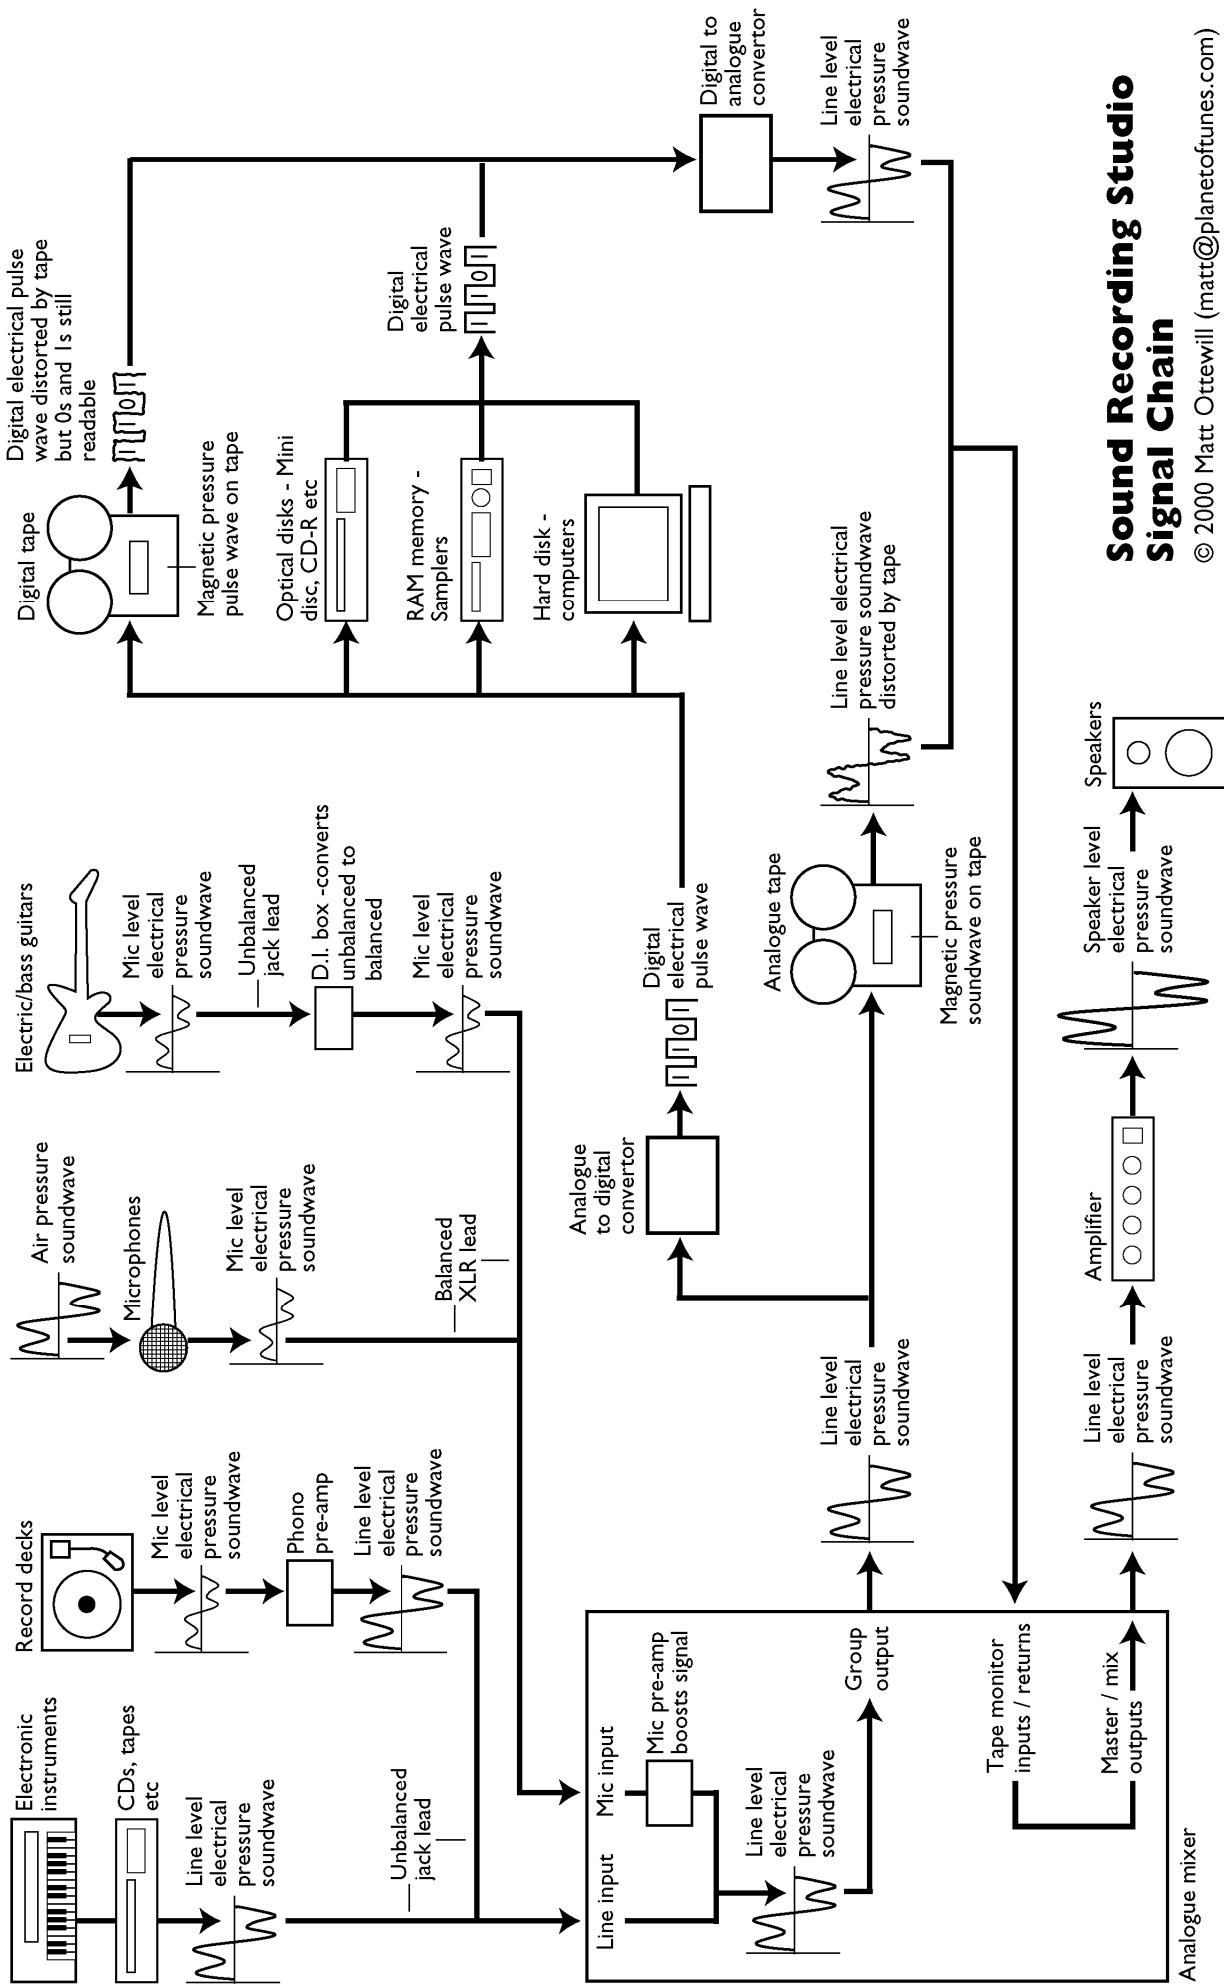 Electronic
instruments
CDs, tapes
etc
Line level
electrical
pressure
soundwave
Unbalanced
jack lead
Record decks
Mic level
electrical
pressure
soundwave
Phono
pre-amp
Line level
electrical
pressure
soundwave
Air pressure
soundwave
Microphones
Mic level
electrical
pressure
soundwave
Balanced
XLR lead
Electric/bass guitars
Mic level
electrical
pressure
soundwave
Unbalanced
jack lead
D.I. box -converts
unbalanced to
balanced
Mic level
electrical
pressure
soundwave
Line input
Mic input
Mic pre-amp
boosts signal
Line level
electrical
pressure
soundwave
Group
output
Tape monitor
inputs / returns
Master / mix
outputs
Analogue mixer
Line level
electrical
pressure
soundwave
Analogue
to digital
convertor
1101
Digital
electrical
pulse wave
Digital tape
Magnetic pressure
pulse wave on tape
Digital electrical pulse
wave distorted by tape
but 0s and 1s still
readable
1101
Optical disks - Mini
disc, CD-R etc
RAM memory -
Samplers
Hard disk -
computers
Digital
electrical
pulse wave
1101
Digital to
analogue
convertor
Line level
electrical
pressure
soundwave
Analogue tape
Magnetic pressure
soundwave on tape
Line level electrical
pressure soundwave
distorted by tape
Line level
electrical
pressure
soundwave
Amplifier
Speaker level
electrical
pressure
soundwave
Speakers
Sound Recording Studio
Signal Chain
© 2000 Matt Ottewill (matt@planetoftunes.com)